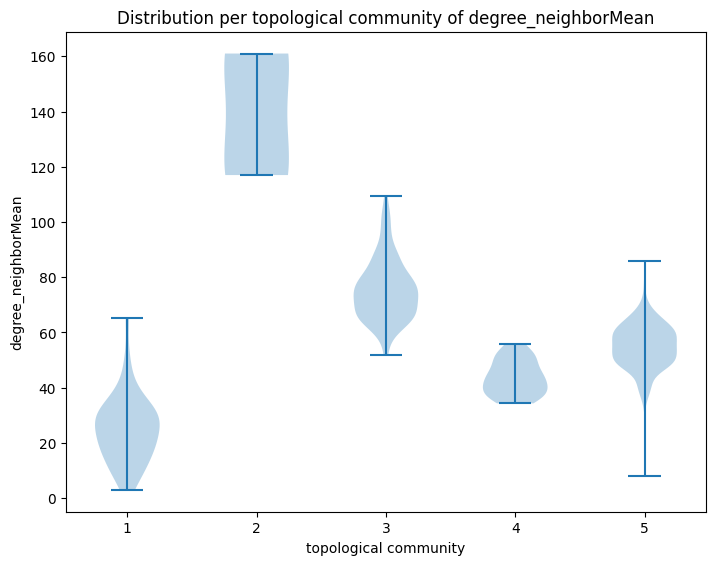 Distribution per topological community of degree_neighborMean
160
140
120
100
80
60
40
20
0
degree_neighborMean
1 2 3 4 5
topological community